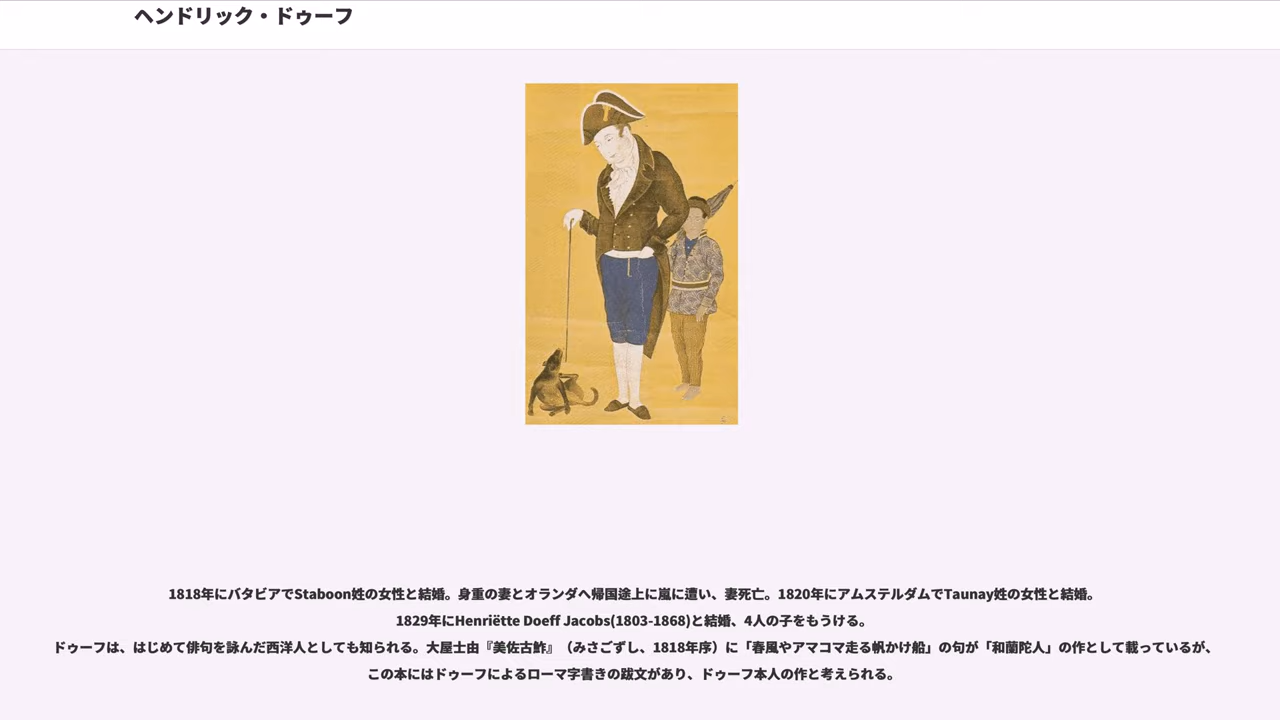 ヘンドリック・ドゥーフ
1818年にバタビアでStaboon姓の女性と結婚。身重の妻とオランダへ帰国途上に嵐に遭い、妻死亡。1820年にアムステルダムでTaunay姓の女性と結婚。
1829年にHenriëtte Doeff Jacobs(1803-1868)と結婚、4人の子をもうける。
ドゥーフは、はじめて俳句を詠んだ西洋人としても知られる。大屋士由『美佐古鮓』（みさごずし、1818年序）に「春風やアマコマ走る帆かけ船」の句が「和蘭陀人」の作として載っているが、
この本にはドゥーフによるローマ字書きの跋文があり、ドゥーフ本人の作と考えられる。